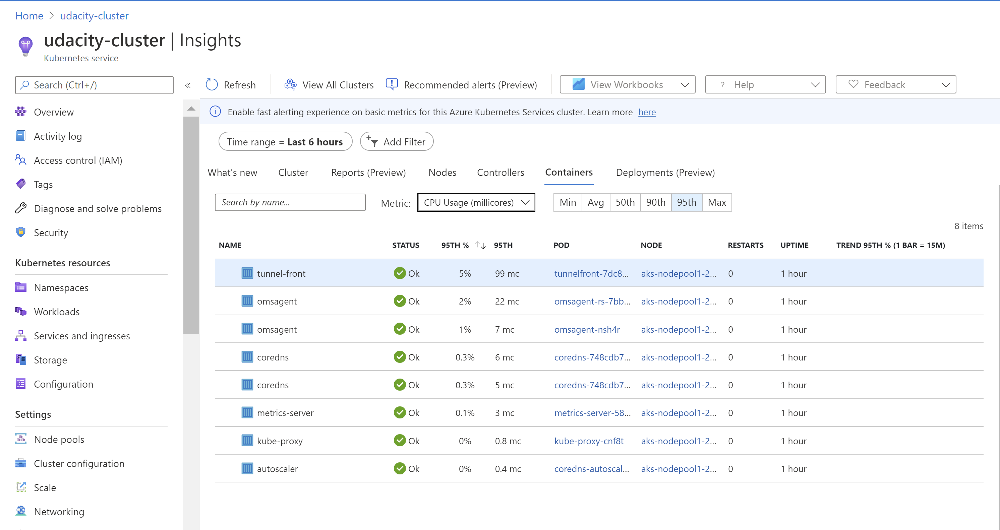 Home > udacity-cluster
udacity-cluster | Insights
Kubernetes service
Search (Ctrl+/)
«
Refresh
View All Clusters
Recommended alerts (Preview)
View Workbooks
? Help
Feedback
Overview
Activity log
Access control (IAM)
Tags
Diagnose and solve problems
Security
Kubernetes resources
Namespaces
Workloads
Services and ingresses
Storage
Configuration
Settings
Node pools
Cluster configuration
Scale
Networking
Enable fast alerting experience on basic metrics for this Azure Kubernetes Services cluster. Learn more here
Time range = Last 6 hours
Add Filter
What's new Cluster Reports (Preview) Nodes Controllers Containers Deployments (Preview)
Search by name...
Metric: CPU Usage (millicores)
Min Avg 50th 90th 95th Max
8 items
NAME STATUS 95TH % ↑↓ 95TH POD NODE RESTARTS UPTIME TREND 95TH % (1 BAR = 15M)
tunnel-front Ok 5% 99 mc tunnelfront-7dc8... aks-nodepool1-2... 0 1 hour
omsagent Ok 2% 22 mc omsagent-rs-7bb... aks-nodepool1-2... 0 1 hour
omsagent Ok 1% 7 mc omsagent-nsh4r aks-nodepool1-2... 0 1 hour
coredns Ok 0.3% 6 mc coredns-748cdb7... aks-nodepool1-2... 0 1 hour
coredns Ok 0.3% 5 mc coredns-748cdb7... aks-nodepool1-2... 0 1 hour
metrics-server Ok 0.1% 3 mc metrics-server-58... aks-nodepool1-2... 0 1 hour
kube-proxy Ok 0% 0.8 mc kube-proxy-cnf8t aks-nodepool1-2... 0 1 hour
autoscaler Ok 0% 0.4 mc coredns-autoscal... aks-nodepool1-2... 0 1 hour